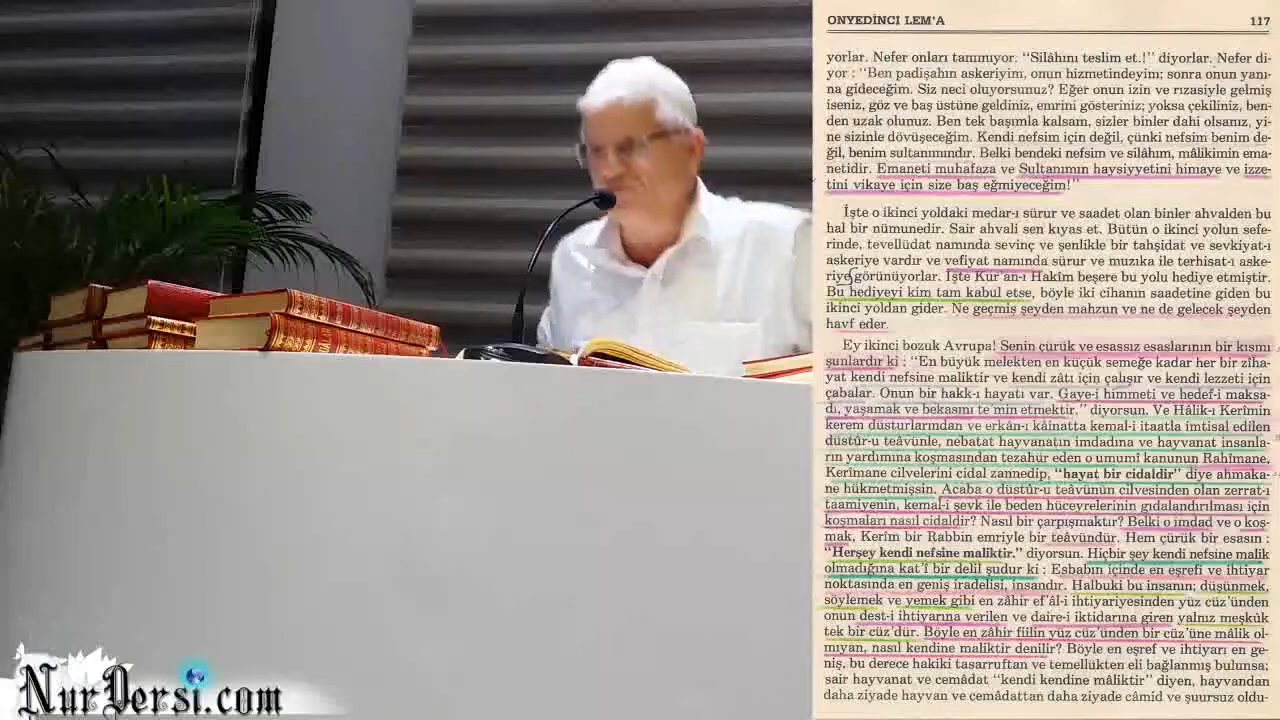 ONYEDİNCİ LEM'A 117
yorlar. Nefer onları tanımıyor. "Silâhını teslim et.!" diyorlar. Nefer di-
yor : "Ben padişahın askeriyim, onun hizmetindeyim; sonra onun yanı-
na gideceğim. Siz neci oluyorsunuz? Eğer onun izin ve rızasiyle gelmiş
iseniz, göz ve baş üstüne geldiniz, emrini gösteriniz; yoksa çekiliniz, ben-
den uzak olunuz. Ben tek başımla kalsam, sizler binler dahi olsanız, yi-
ne sizinle dövüşeceğim. Kendi nefsim için değil, çünki nefsim benim de-
ğil, benim sultanımındır. Belki bendeki nefsim ve silâhım, mâlikimin ema-
netidir. Emaneti muhafaza ve Sultanımın haysiyyetini himaye ve izze-
tini vikaye için size baş eğmiyeceğim!"
İşte o ikinci yoldaki medar-ı sürur ve saadet olan binler ahvalden bu
hal bir nümunedir. Sair ahvali sen kıyas et. Bütün o ikinci yolun sefe-
rinde, tevellüdat namında sevinç ve şenlikle bir tahşidat ve sevkiyat-ı
askeriye vardır ve vefiyat namında sürur ve muzıka ile terhisat-ı aske-
riye görünüyorlar. İşte Kur'an-ı Hakîm beşere bu yolu hediye etmiştir.
Bu hediyeyi kim tam kabul etse, böyle iki cihanın saadetine giden bu
ikinci yoldan gider. Ne geçmiş şeyden mahzun ve ne de gelecek şeyden
havf eder.
Ey ikinci bozuk Avrupa! Senin çürük ve esassız esaslarının bir kısmı
şunlardır ki : "En büyük melekten en küçük semeğe kadar her bir zîha-
yat kendi nefsine maliktir ve kendi zâtı için çalışır ve kendi lezzeti için
çabalar. Onun bir hakk-ı hayatı var. Gaye-i himmeti ve hedef-i maksa-
dı, yaşamak ve bekasını te'min etmektir." diyorsun. Ve Hâlik-ı Kerîmin
kerem düsturlarından ve erkân-ı kâinatta kemal-i itaatla imtisal edilen
düstûr-u teâvünle, nebatat hayvanatın imdadına ve hayvanat insanla-
rın yardımına koşmasından tezahür eden o umumî kanunun Rahîmane,
Kerîmane cilvelerini cidal zannedip, "hayat bir cidaldir" diye ahmaka-
ne hükmetmişsin. Acaba o düstûr-u teâvünün cilvesinden olan zerrat-ı
taamiyenin, kemal-i şevk ile beden hüceyrelerinin gıdalandırılması için
koşmaları nasıl cidaldir? Nasıl bir çarpışmaktır? Belki o imdad ve o koş-
mak, Kerîm bir Rabbin emriyle bir teâvündür. Hem çürük bir esasın :
"Herşey kendi nefsine maliktir." diyorsun. Hiçbir şey kendi nefsine malik
olmadığına kat'î bir delil şudur ki : Esbabın içinde en eşrefi ve ihtiyar
noktasında en geniş iradelisi, insandır. Halbuki bu insanın; düşünmek,
söylemek ve yemek gibi en zâhir ef'âl-i ihtiyariyesinden yüz cüz'ünden
onun dest-i ihtiyarına verilen ve daire-i iktidarına giren yalnız meşkûk
tek bir cüz'dür. Böyle en zâhir fiilin yüz cüz'ünden bir cüz'üne mâlik ol-
mıyan, nasıl kendine maliktir denilir? Böyle en eşref ve ihtiyarı en ge-
niş, bu derece hakiki tasarruftan ve temellükten eli bağlanmış bulunsa;
sair hayvanat ve cemâdat "kendi kendine mâliktir" diyen, hayvandan
daha ziyade hayvan ve cemâdattan daha ziyade câmid ve şuursuz oldu-
NurDersi.com